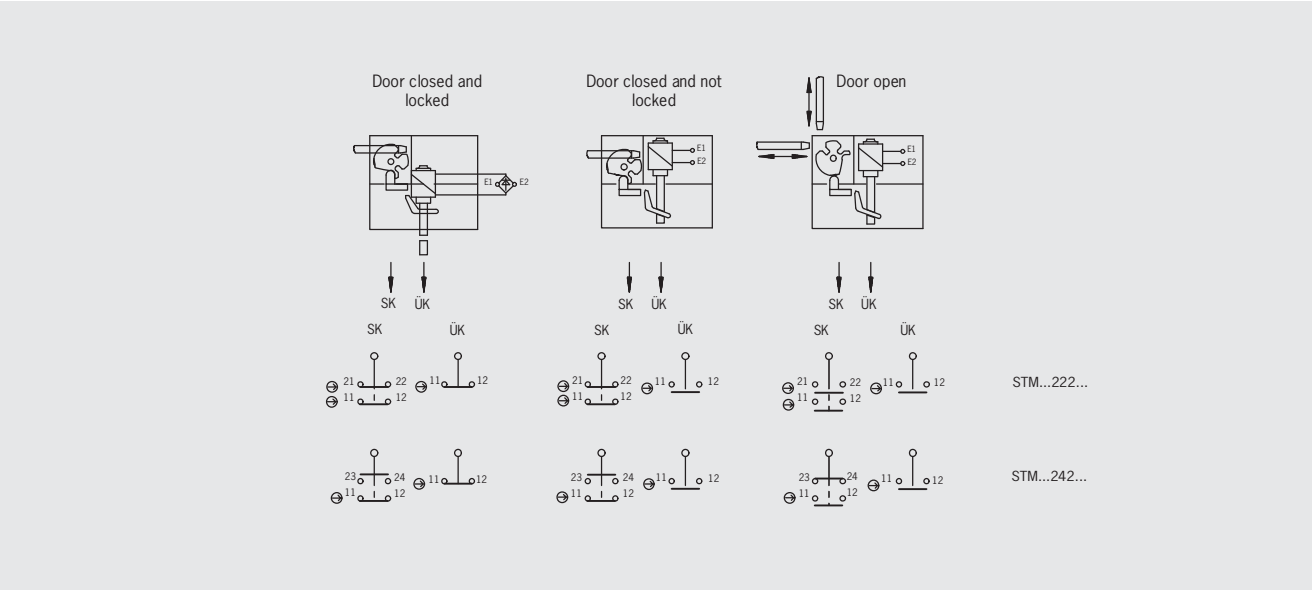 Door closed and
locked
Door closed and not
locked
Door open
E1
E2
E1
E2
E1
E2
SK ÜK
SK ÜK
SK ÜK
SK ÜK
SK ÜK
SK ÜK
21 22 11 12
11 12
21 22 11 12
11 12
21 22 11 12
11 12
STM...222...
23 24 11 12
11 12
23 24 11 12
11 12
23 24 11 12
11 12
STM...242...